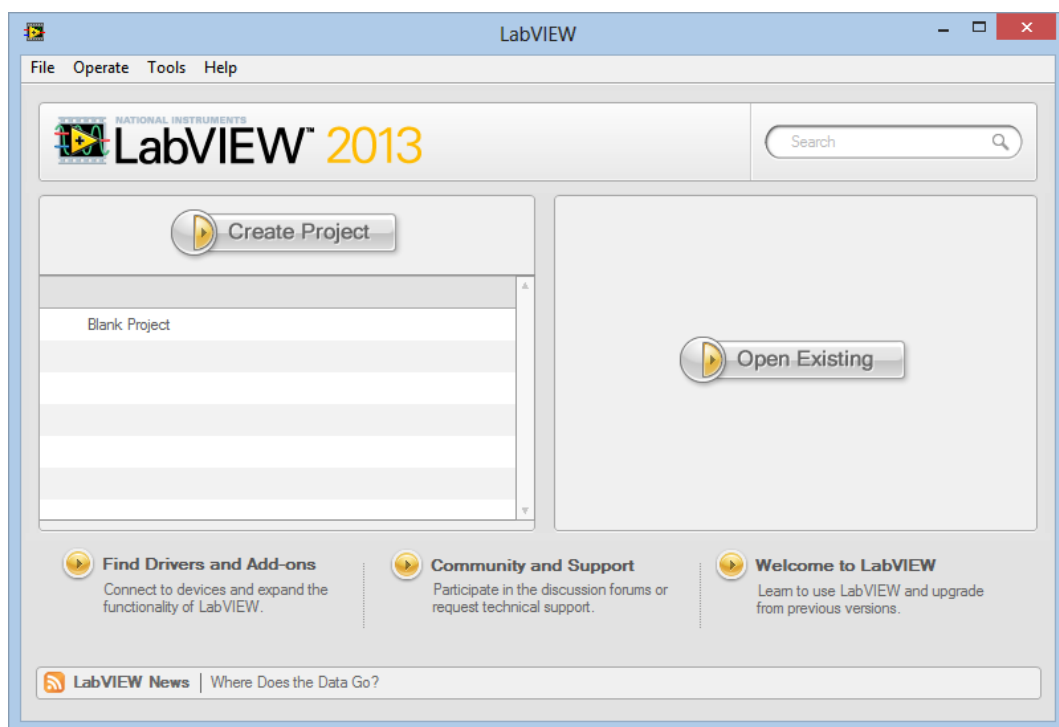 LabVIEW
File Operate Tools Help
NATIONAL INSTRUMENTS
LabVIEW™ 2013
Search
Create Project
Blank Project
Open Existing
Find Drivers and Add-ons
Connect to devices and expand the
functionality of LabVIEW.
Community and Support
Participate in the discussion forums or
request technical support.
Welcome to LabVIEW
Learn to use LabVIEW and upgrade
from previous versions.
LabVIEW News | Where Does the Data Go?